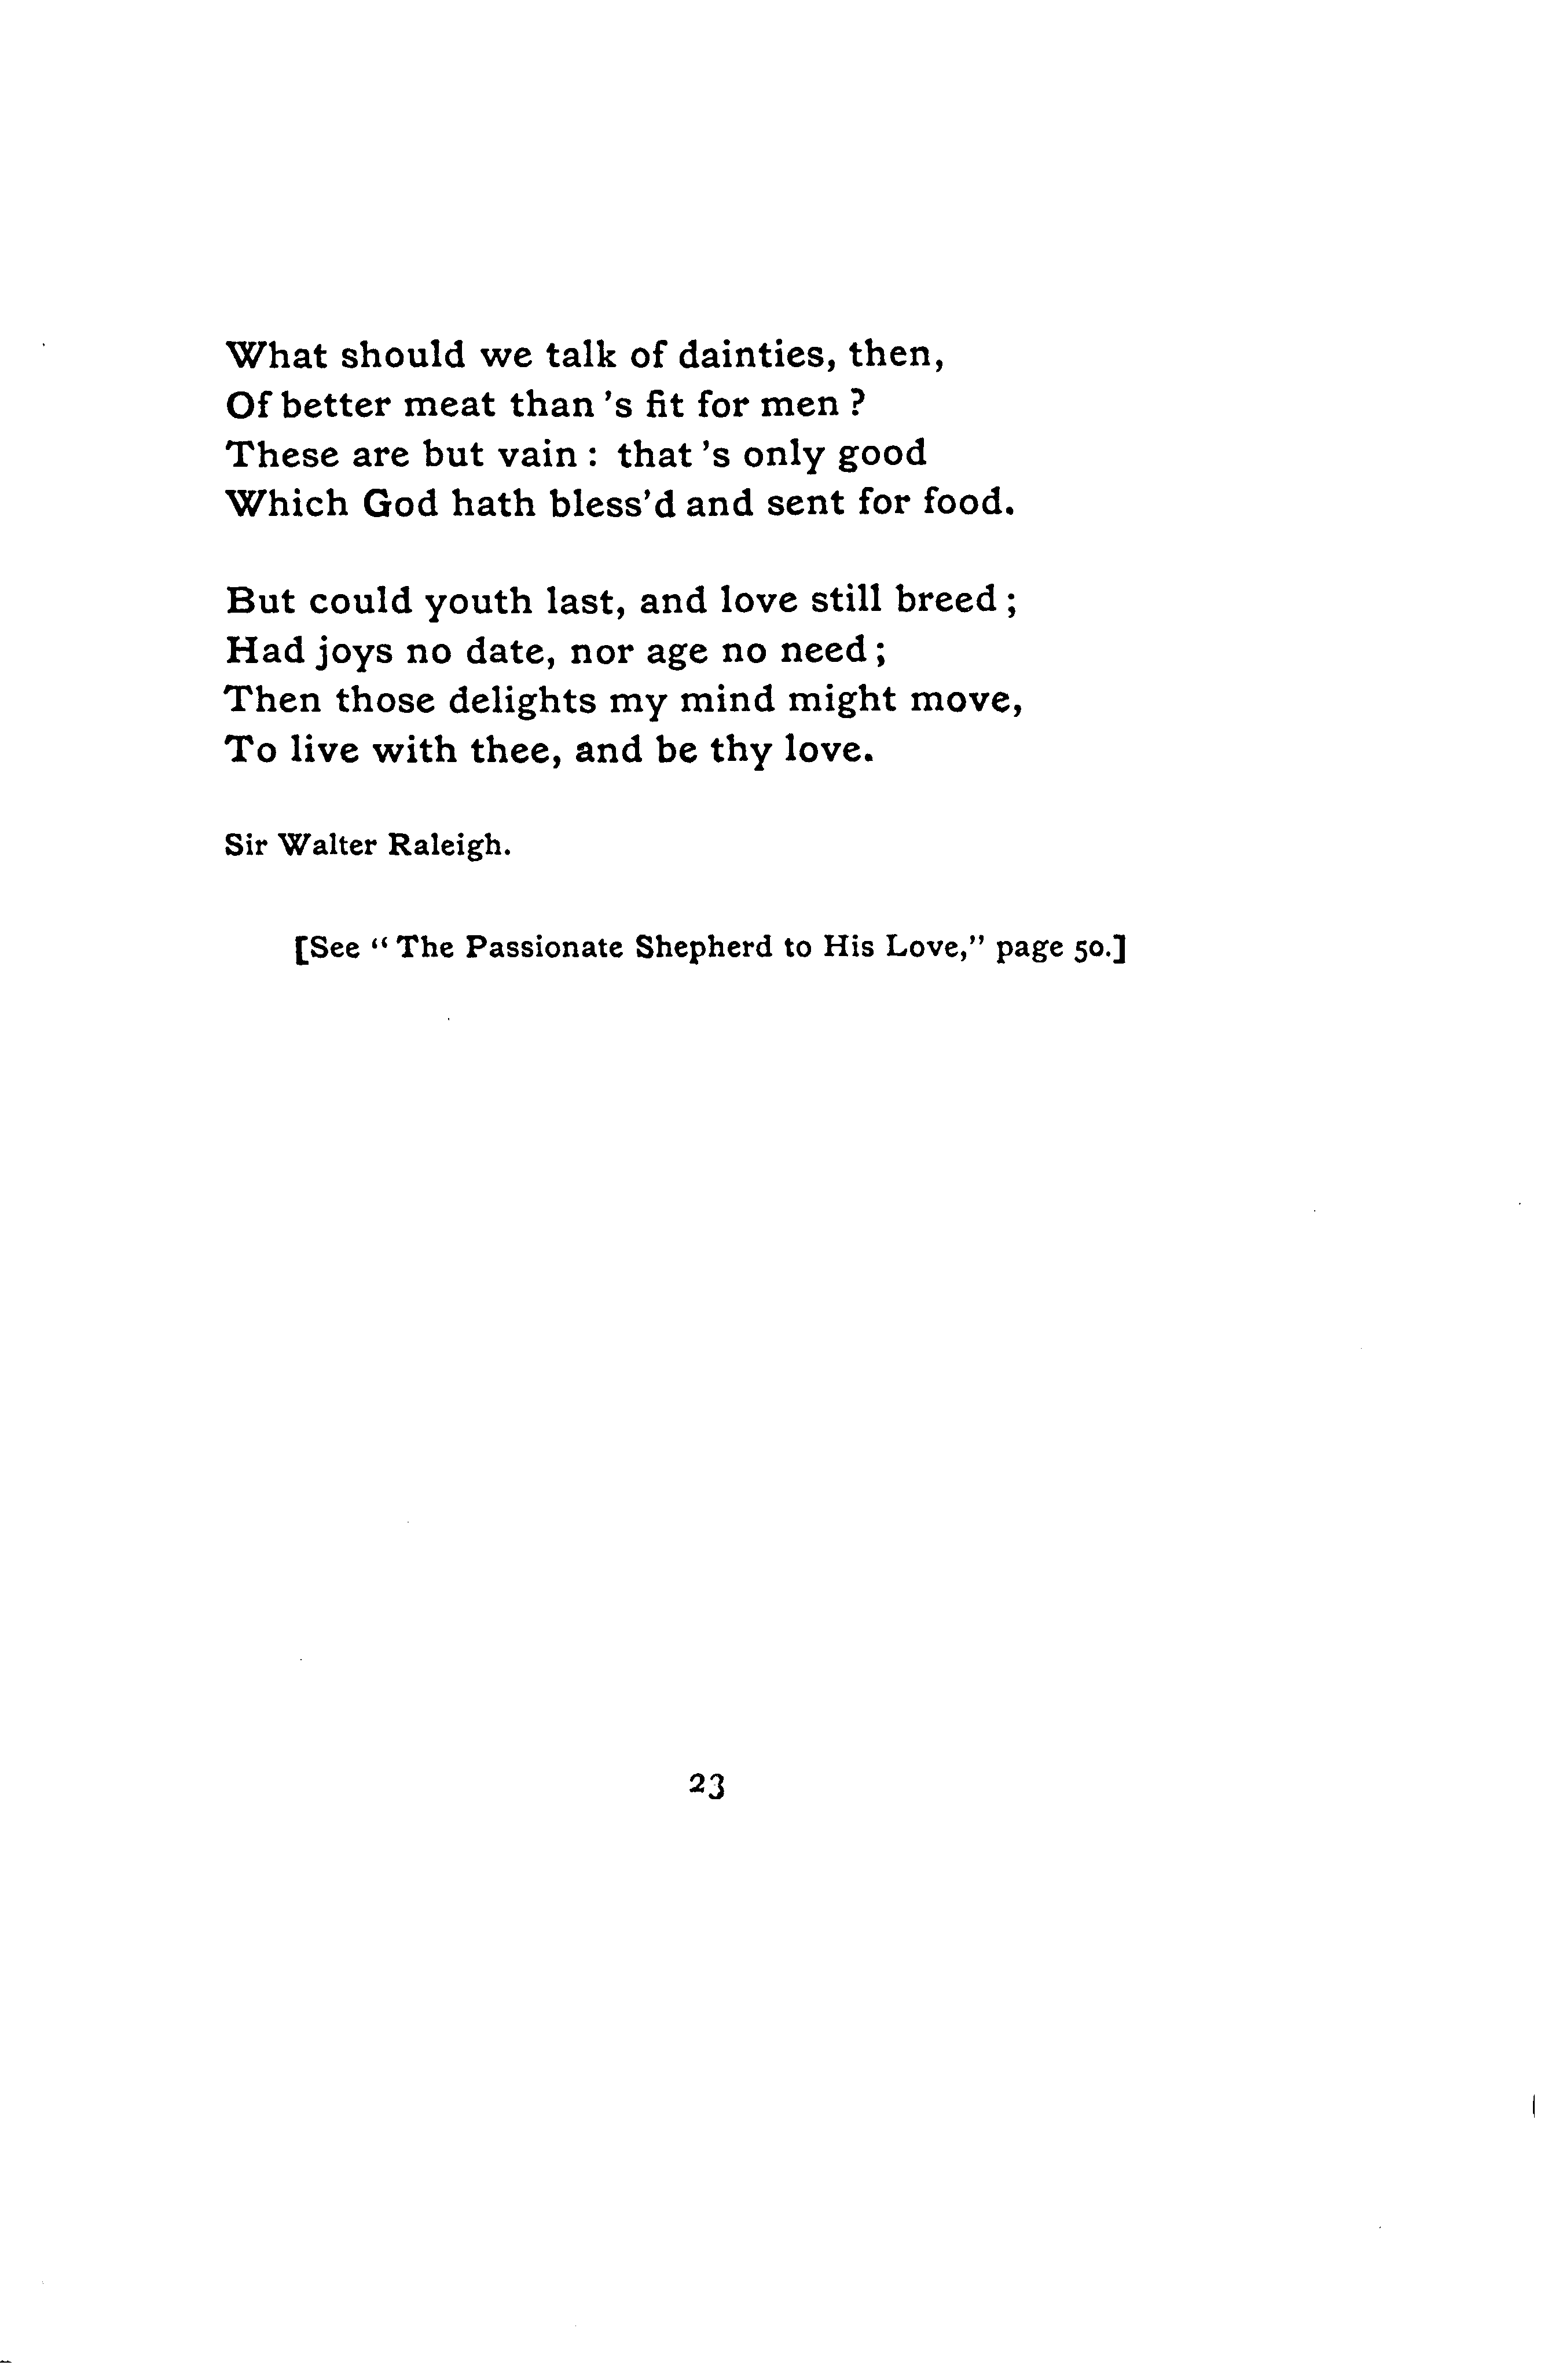 What should we talk of dainties, then,
Of better meat than 's fit for men ?
These are but vain : that 's only good
Which God hath bless'd and sent for food.

But could youth last, and love still breed ;
Had joys no date, nor age no need ;
Then those delights my mind might move,
To live with thee, and be thy love.

Sir Walter Raleigh.

[See “ The Passionate Shepherd to His Love,” page 50.]

23